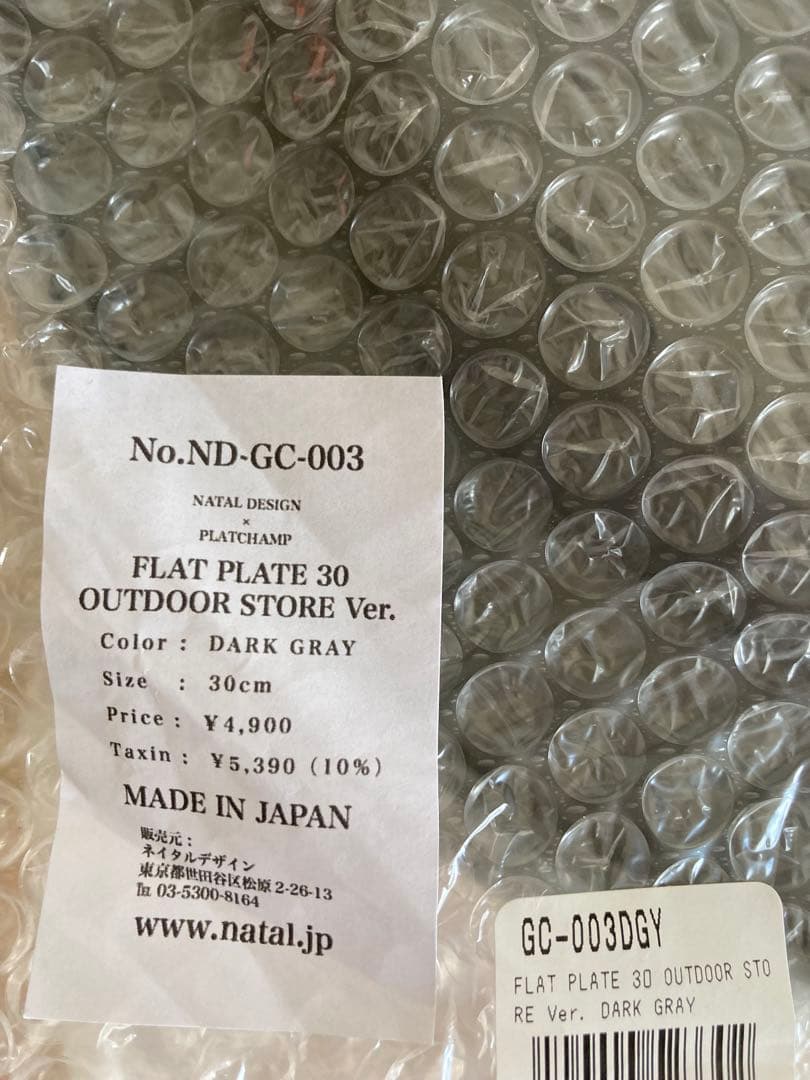 No.ND-GC-003
NATAL DESIGN
×
PLATCHAMP
FLAT PLATE 30
OUTDOOR STORE Ver.
Color : DARK GRAY
Size : 30cm
Price : ¥4,900
Taxin : ¥5,390 (10%)
MADE IN JAPAN
販売元：
ネイタルデザイン
東京都世田谷区松原2-26-13
℡ 03-5300-8164
www.natal.jp
GC-003DGY
FLAT PLATE 30 OUTDOOR STO
RE Ver. DARK GRAY